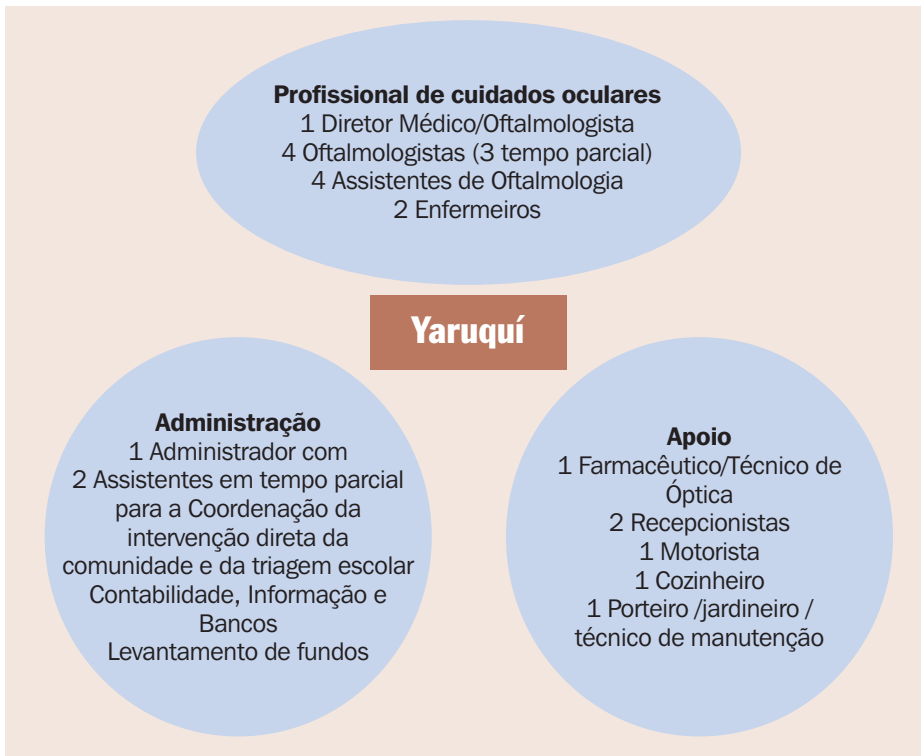 Profissional de cuidados oculares
1 Diretor Médico/Oftalmologista
4 Oftalmologistas (3 tempo parcial)
4 Assistentes de Oftalmologia
2 Enfermeiros
Yaruquí
Administração
1 Administrador com
2 Assistentes em tempo parcial
para a Coordenação da
intervenção direta da
comunidade e da triagem escolar
Contabilidade, Informação e
Bancos
Levantamento de fundos
Apoio
1 Farmacêutico/Técnico de
Óptica
2 Recepcionistas
1 Motorista
1 Cozinheiro
1 Porteiro /jardineiro /
técnico de manutenção